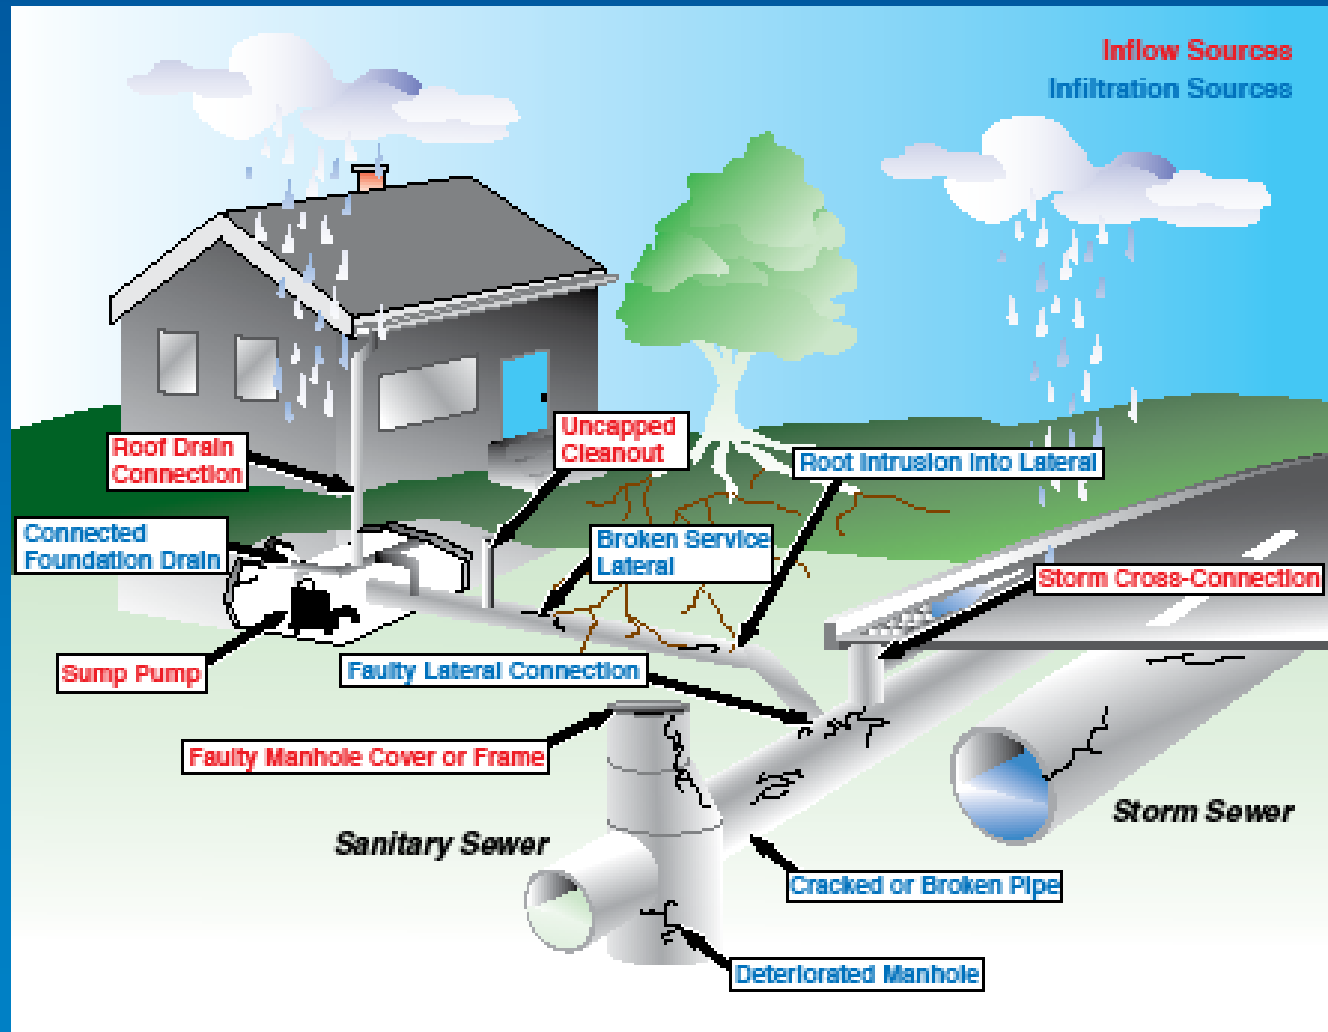 Inflow Sources
Infiltration Sources
Roof Drain
Connection
Uncapped
Cleanout
Root Intrusion Into Lateral
Connected
Foundation Drain
Broken Service
Lateral
Storm Cross-Connection
Sump Pump
Faulty Lateral Connection
Faulty Manhole Cover or Frame
Storm Sewer
Sanitary Sewer
Cracked or Broken Pipe
Deteriorated Manhole